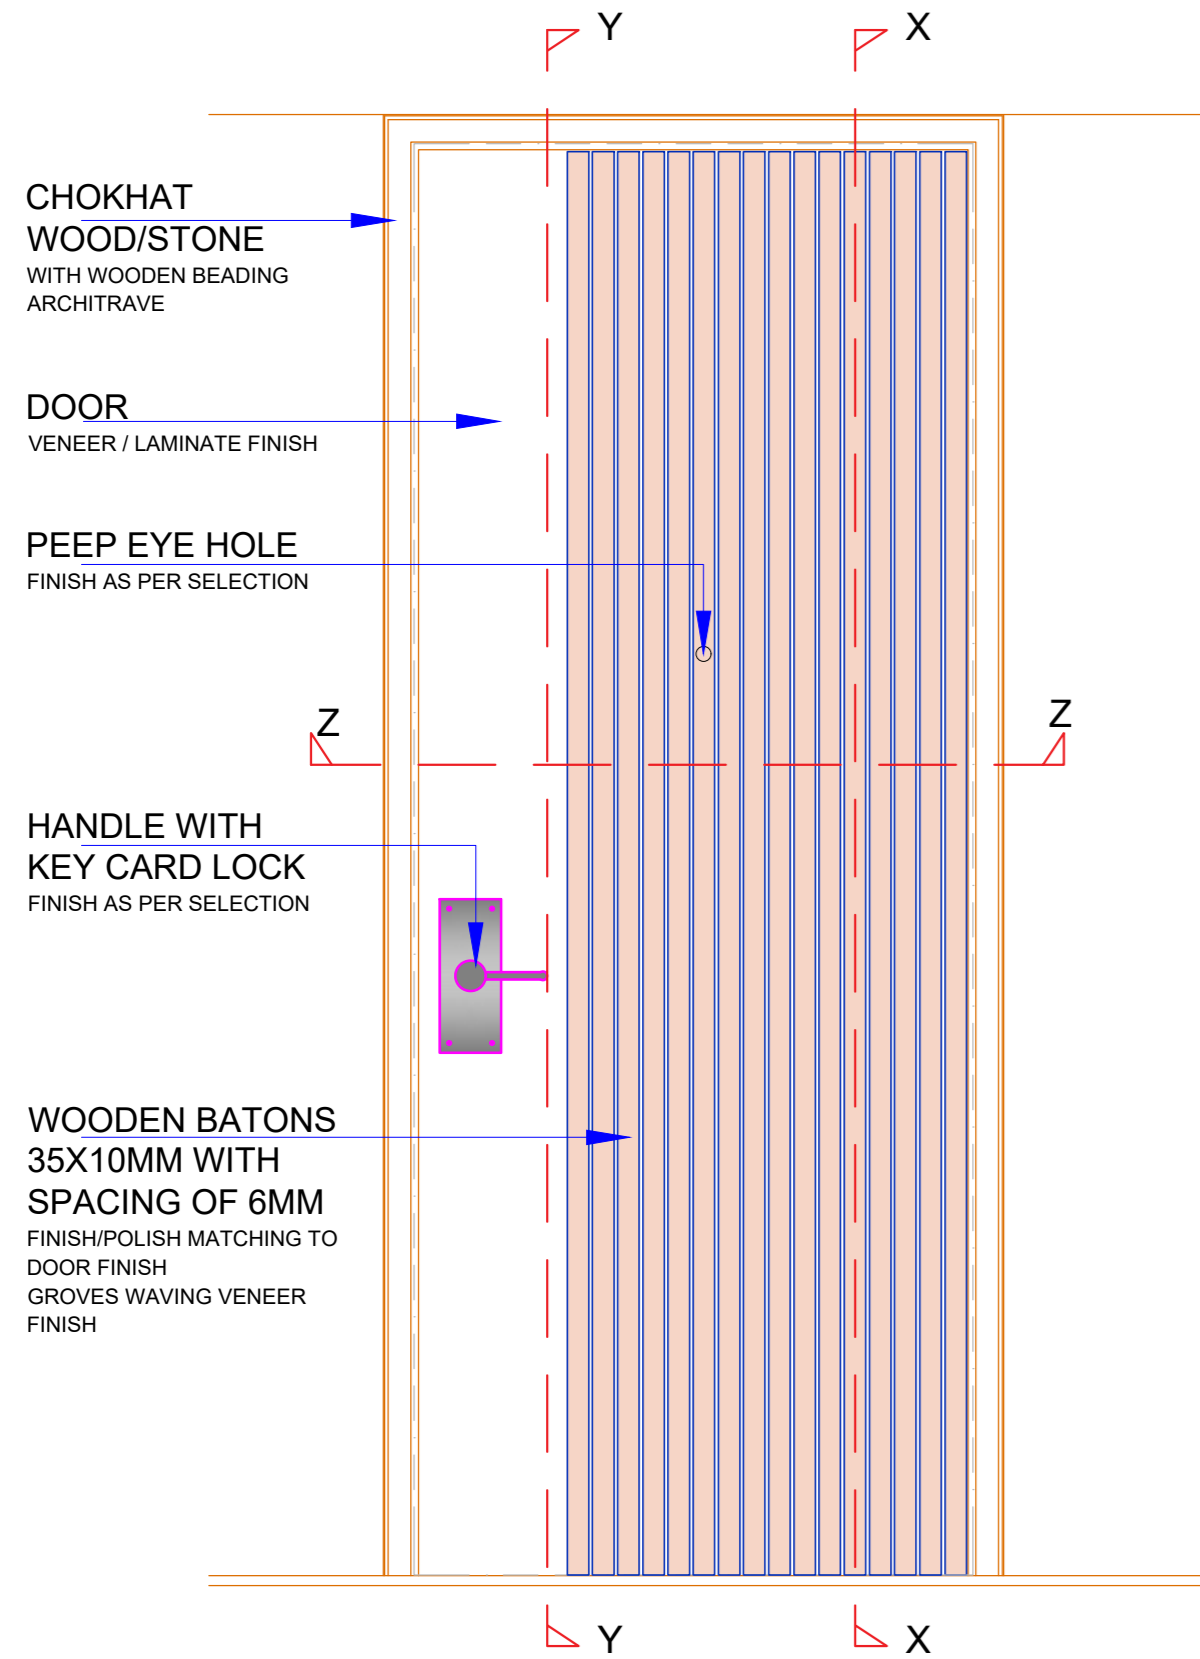 Y
X
CHOKHAT
WOOD/STONE
WITH WOODEN BEADING
ARCHITRAVE
DOOR
VENEER / LAMINATE FINISH
PEEP EYE HOLE
FINISH AS PER SELECTION
Z
Z
HANDLE WITH
KEY CARD LOCK
FINISH AS PER SELECTION
WOODEN BATONS
35X10MM WITH
SPACING OF 6MM
FINISH/POLISH MATCHING TO
DOOR FINISH
GROVES WAVING VENEER
FINISH
Y
X